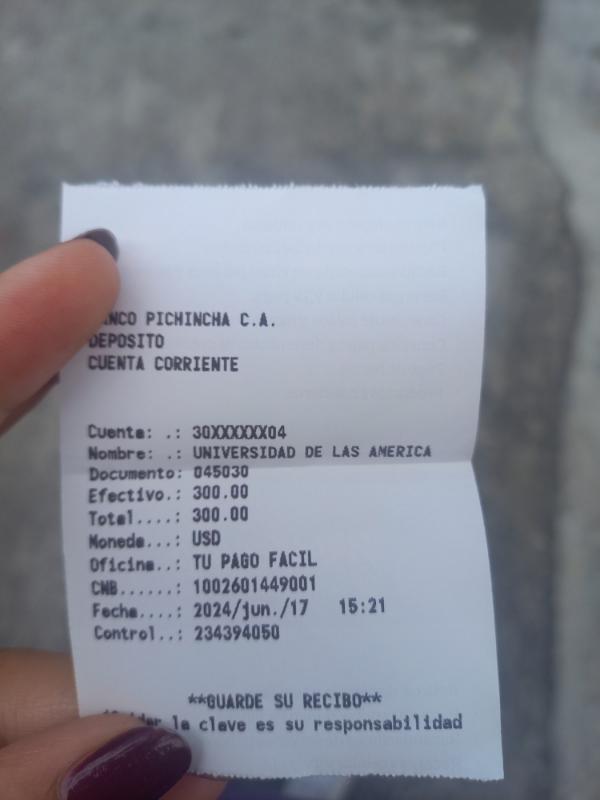 BANCO PICHINCHA C.A.
DEPOSITO
CUENTA CORRIENTE
Cuenta: .: 30XXXXXX04
Nombre: .: UNIVERSIDAD DE LAS AMERICA
Documento: 045030
Efectivo.: 300.00
Total....: 300.00
Moneda...: USD
Oficina..: TU PAGO FACIL
CNB......: 1002601449001
Fecha....: 2024/jun./17 15:21
Control..: 234394050
**GUARDE SU RECIBO**
la clave es su responsabilidad